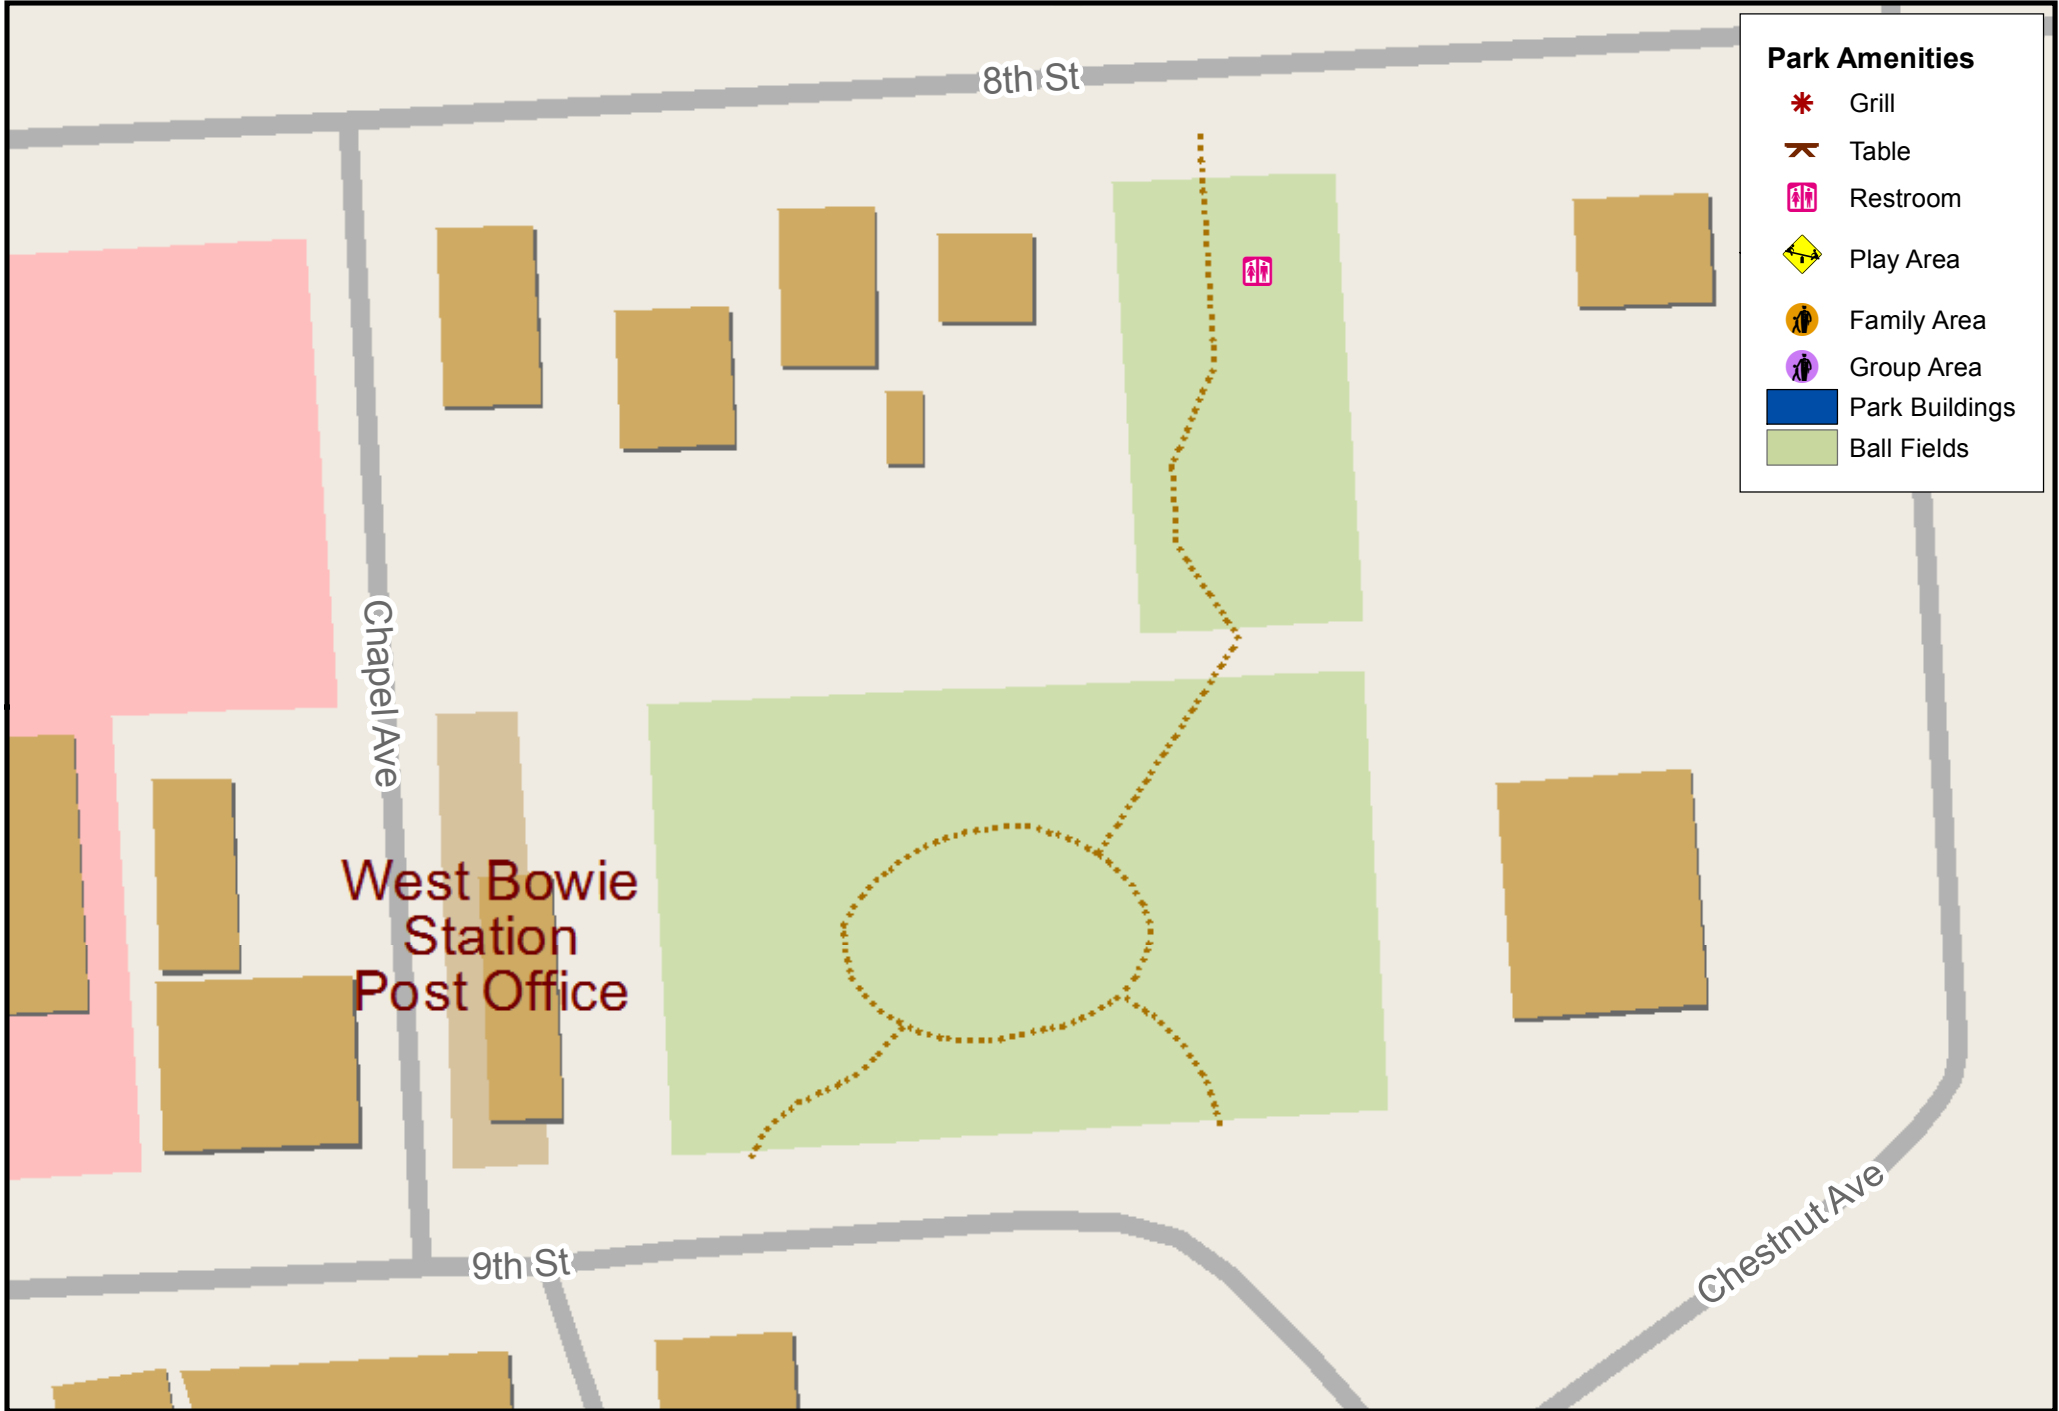 8th St
Park Amenities
Grill
Table
Restroom
Play Area
Family Area
Group Area
Park Buildings
Ball Fields
Chapel Ave
West Bowie
Station
Post Office
9th St
Chestnut Ave